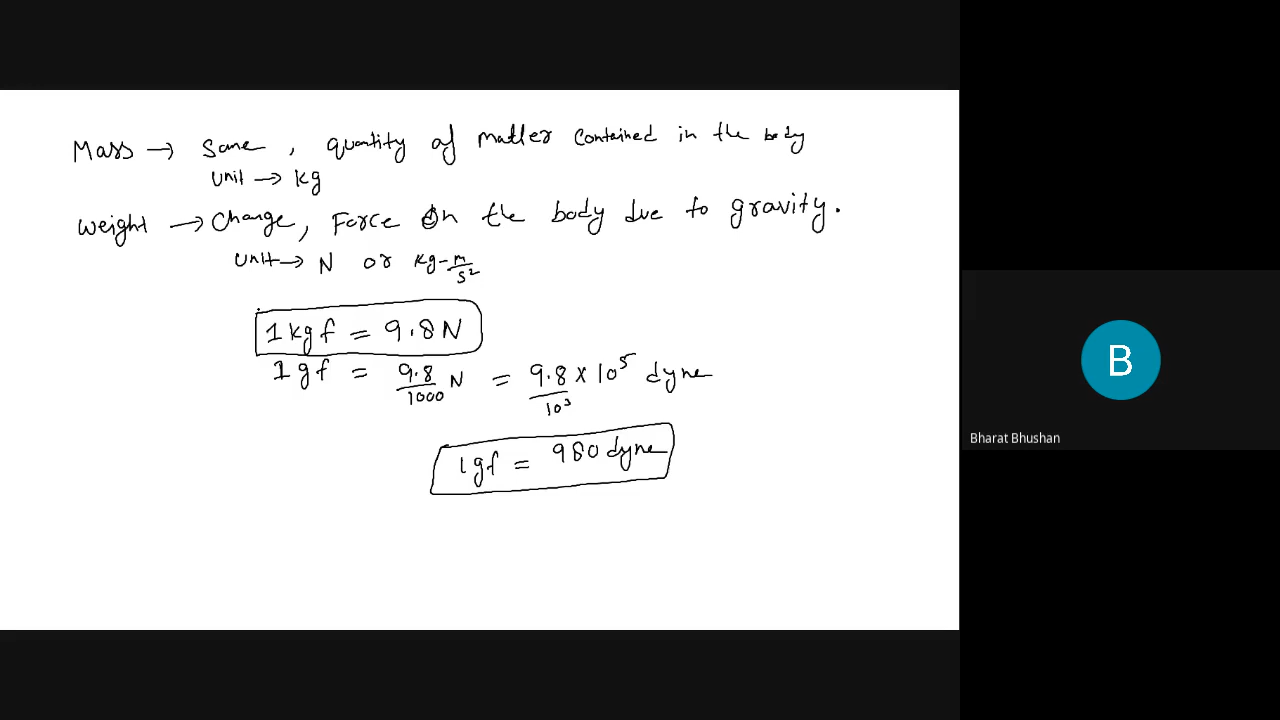 Mass → Same , quantity of matter contained in the body
Unit → kg
Weight → Change, Force on the body due to gravity.
Unit → N or kg-m/s²
1 kgf = 9.8 N
1 gf = 9.8/1000 N = 9.8 × 10⁵/10³ dyne
1 gf = 980 dyne
B
Bharat Bhushan